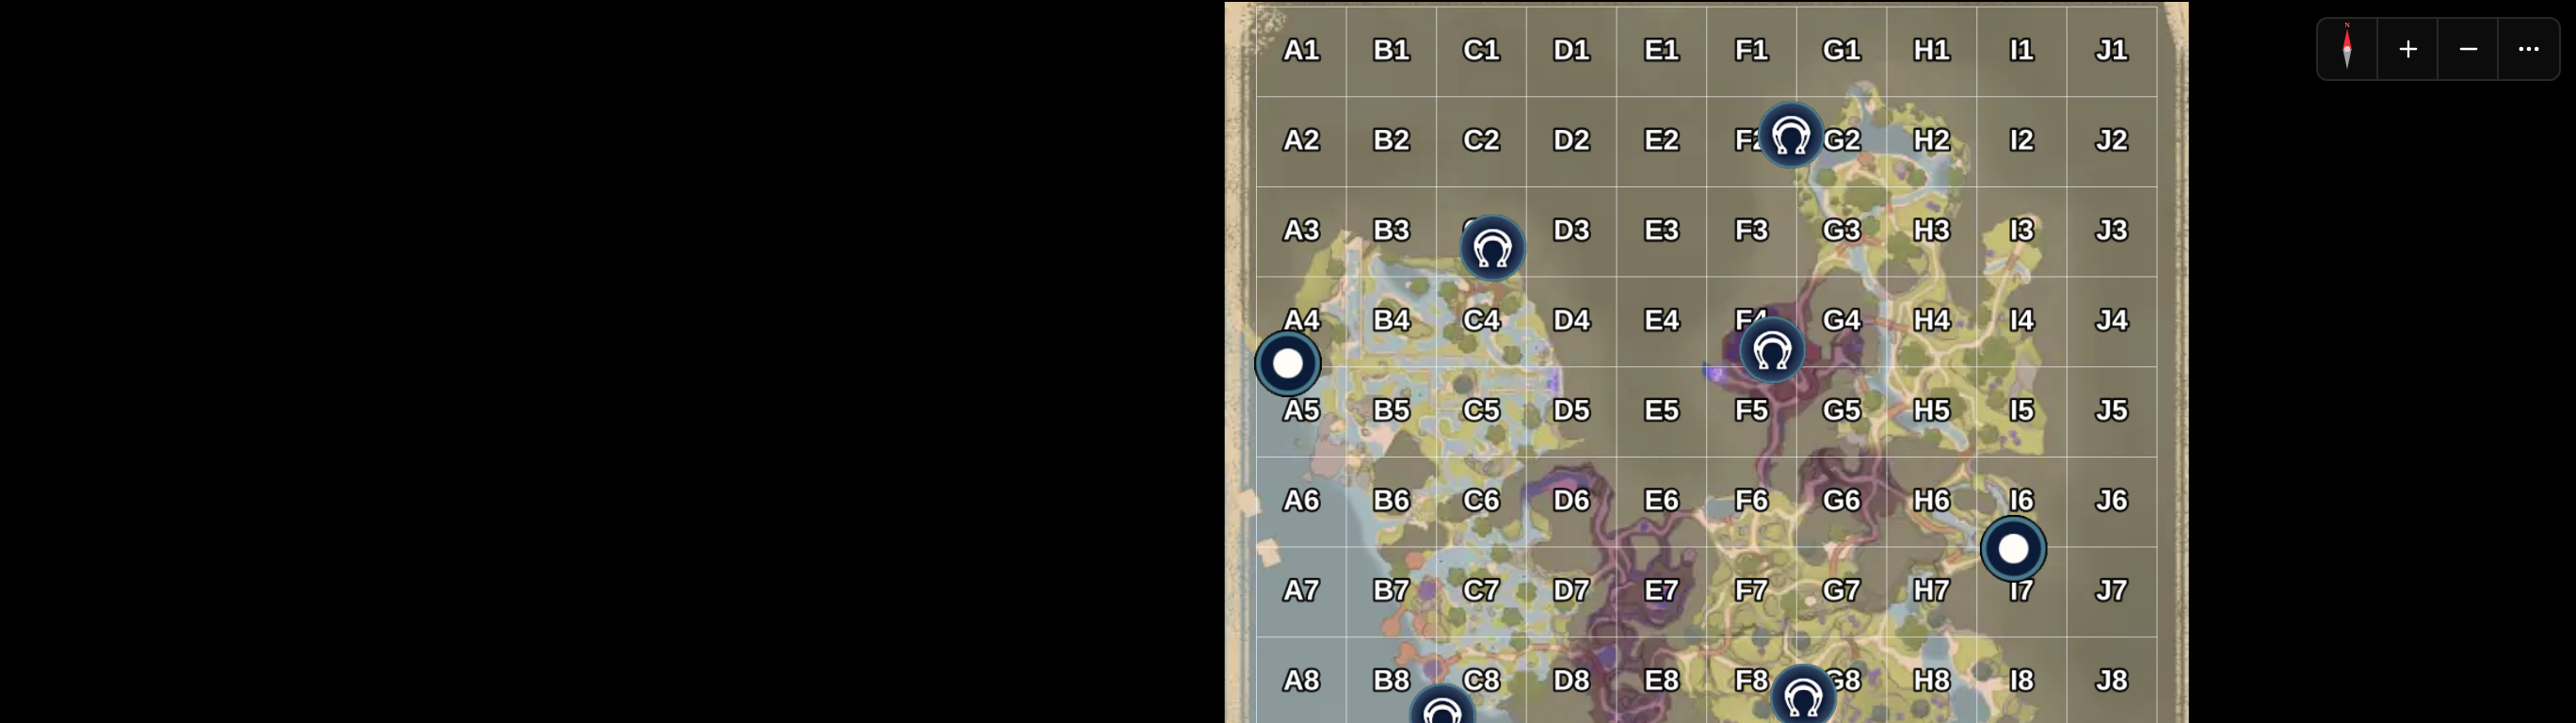 N
A1 B1 C1 D1 E1 F1 G1 H1 I1 J1
A2 B2 C2 D2 E2 F2 G2 H2 I2 J2
A3 B3 D3 E3 F3 G3 H3 I3 J3
A4 B4 C4 D4 E4 F4 G4 H4 I4 J4
A5 B5 C5 D5 E5 F5 G5 H5 I5 J5
A6 B6 C6 D6 E6 F6 G6 H6 I6 J6
A7 B7 C7 D7 E7 F7 G7 H7 I7 J7
A8 B8 C8 D8 E8 F8 G8 H8 I8 J8